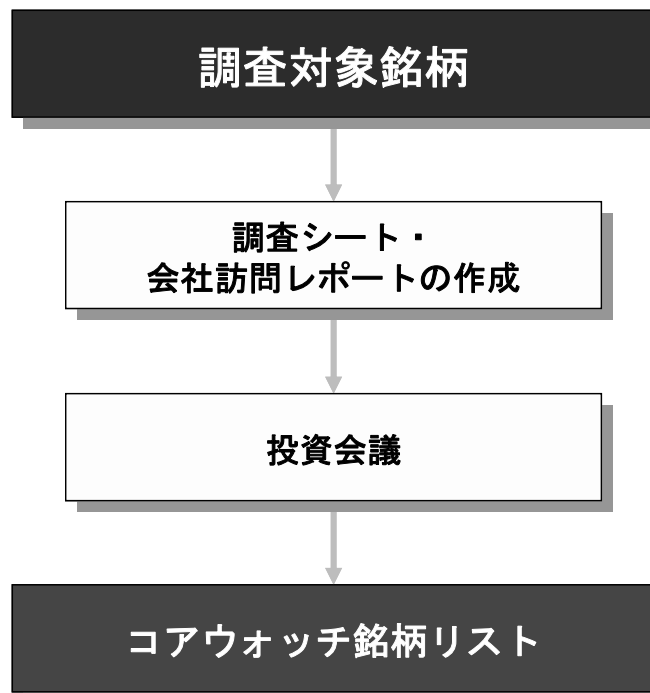 調査対象銘柄
調査シート・
会社訪問レポートの作成
投資会議
コアウォッチ銘柄リスト